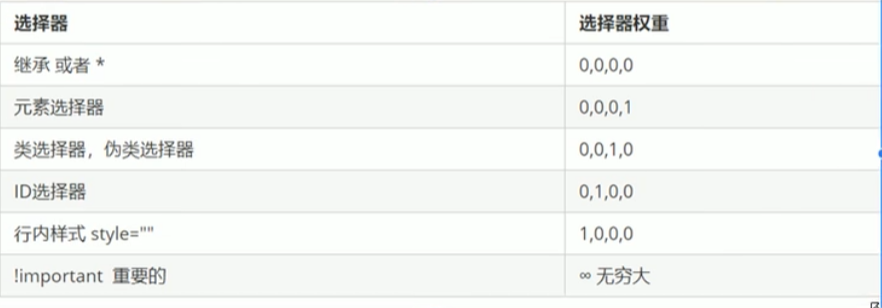 选择器 选择器权重
继承 或者 * 0,0,0,0
元素选择器 0,0,0,1
类选择器，伪类选择器 0,0,1,0
ID选择器 0,1,0,0
行内样式 style="" 1,0,0,0
!important 重要的 ∞ 无穷大